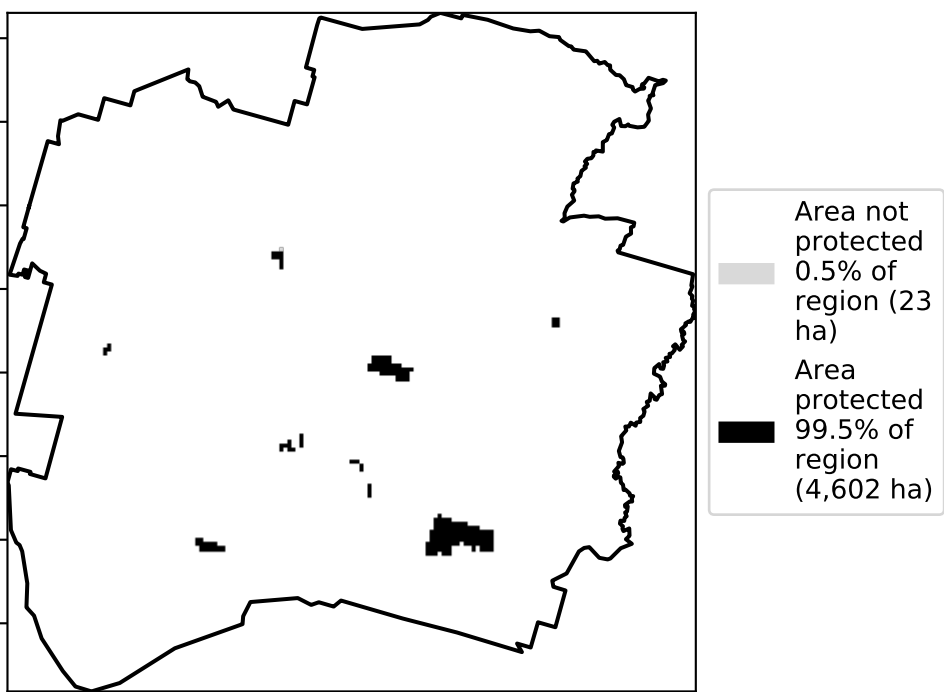 Area not
protected
0.5% of
region (23
ha)
Area
protected
99.5% of
region
(4,602 ha)